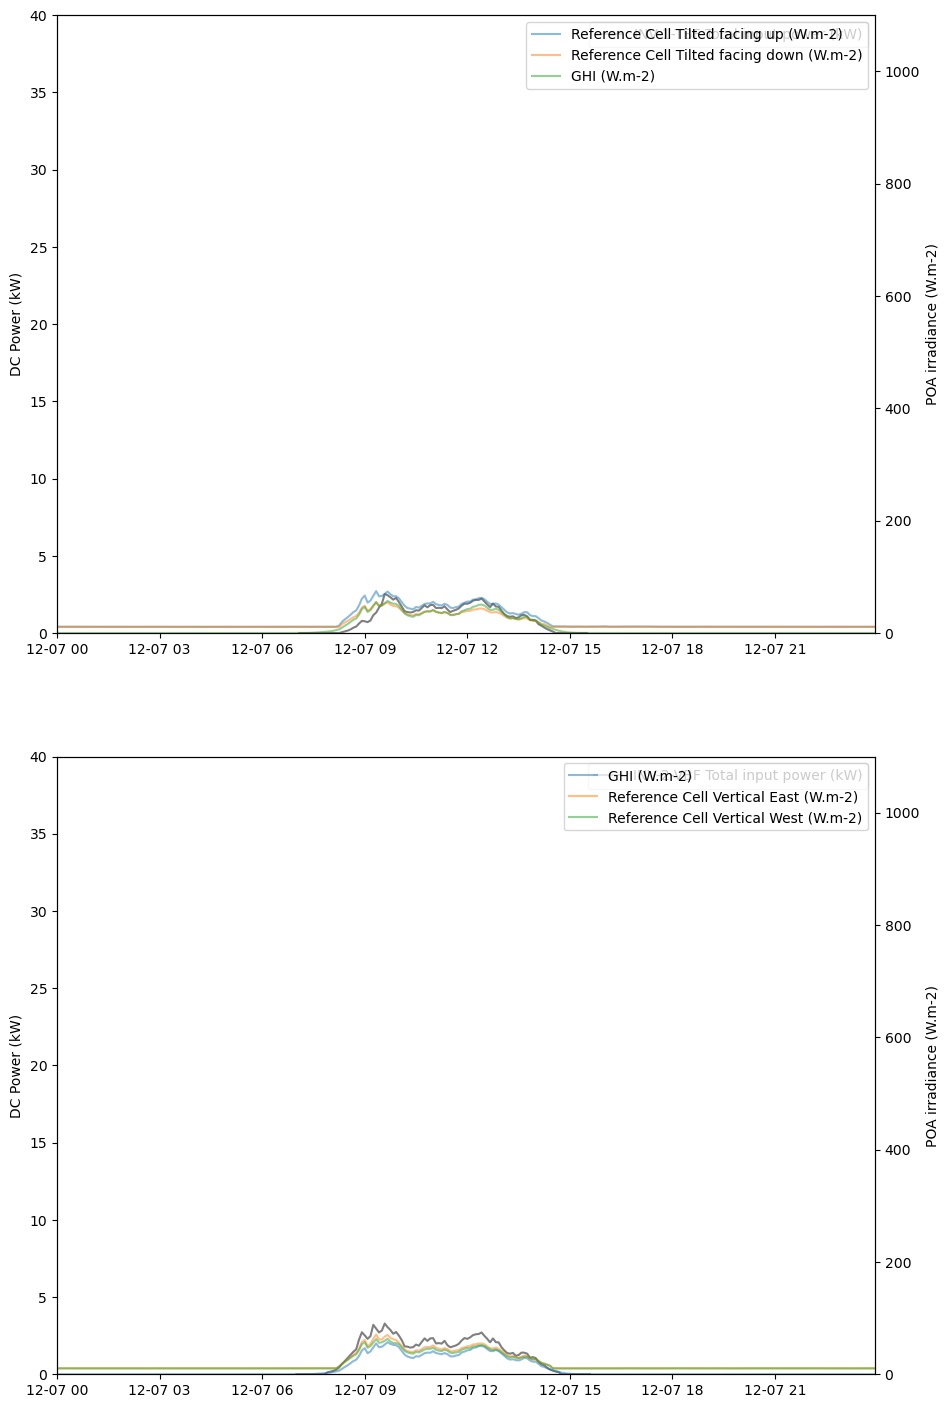 40
35
30
25
20
15
10
5
0
DC Power (kW)
Reference Cell Tilted facing up (W.m-2)
Reference Cell Tilted facing down (W.m-2)
GHI (W.m-2)
1000
800
600
400
200
0
POA irradiance (W.m-2)
12-07 00 12-07 03 12-07 06 12-07 09 12-07 12 12-07 15 12-07 18 12-07 21
40
35
30
25
20
15
10
5
0
DC Power (kW)
GHI (W.m-2)
Total input power (kW)
Reference Cell Vertical East (W.m-2)
Reference Cell Vertical West (W.m-2)
1000
800
600
400
200
0
POA irradiance (W.m-2)
12-07 00 12-07 03 12-07 06 12-07 09 12-07 12 12-07 15 12-07 18 12-07 21